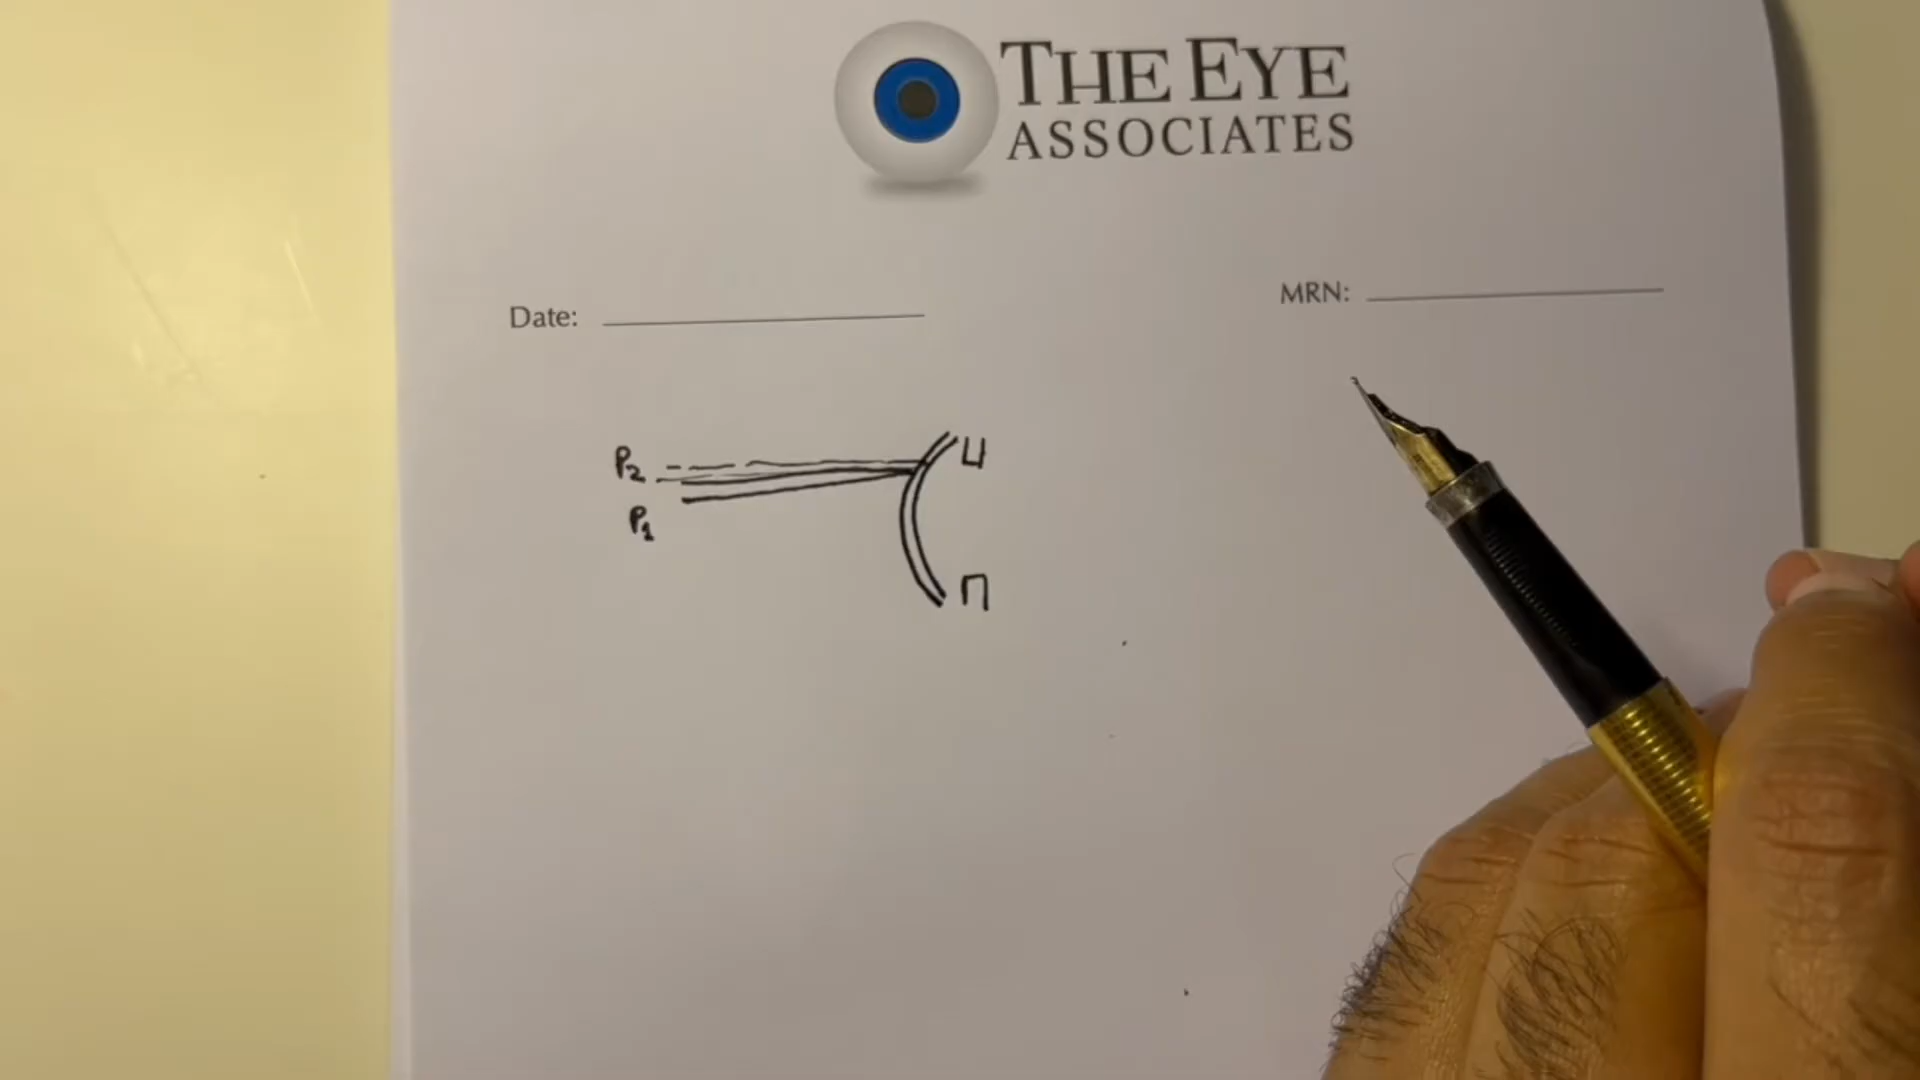 THE EYE
ASSOCIATES
Date:
MRN:
P2
P1